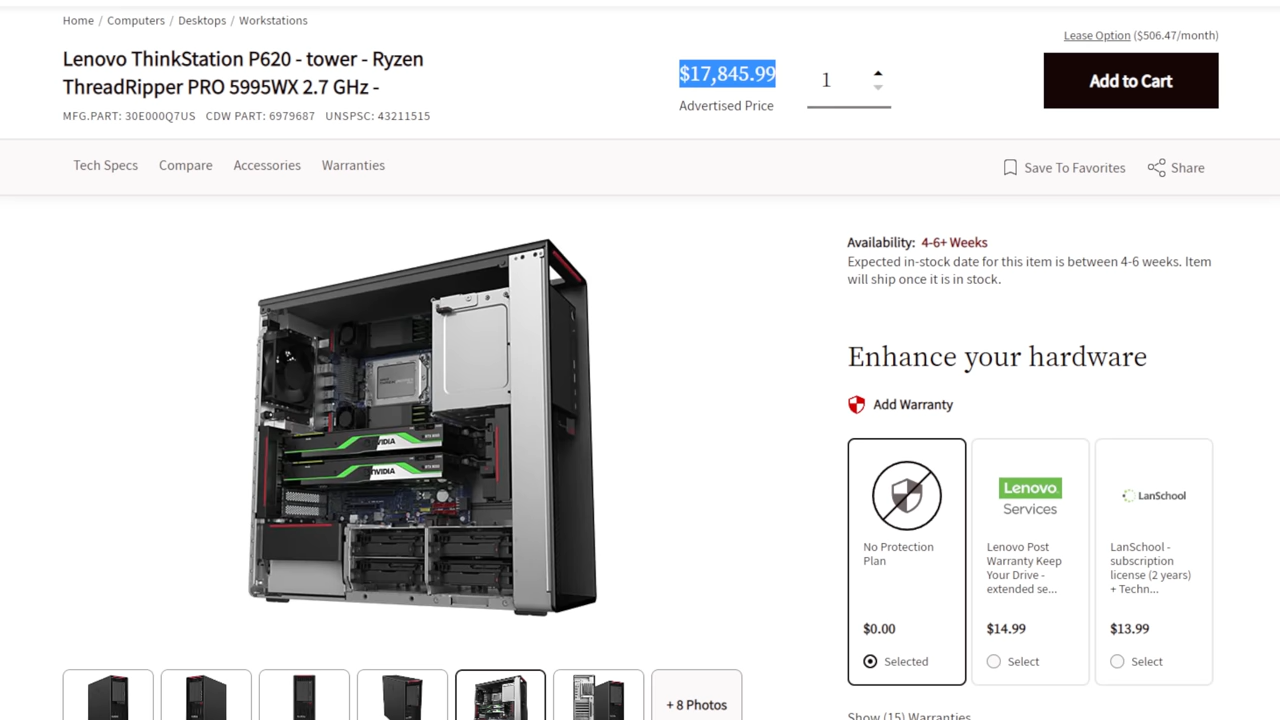 Home / Computers / Desktops / Workstations
Lease Option ($506.47/month)
Lenovo ThinkStation P620 - tower - Ryzen
ThreadRipper PRO 5995WX 2.7 GHz -
$17,845.99
1
Add to Cart
Advertised Price
MFG.PART: 30E000Q7US CDW PART: 6979687 UNSPSC: 43211515
Tech Specs
Compare
Accessories
Warranties
Save To Favorites
Share
Availability: 4-6+ Weeks
Expected in-stock date for this item is between 4-6 weeks. Item
will ship once it is in stock.
Enhance your hardware
Add Warranty
NVIDIA
NVIDIA
No Protection
Plan
$0.00
Selected
Lenovo
Services
Lenovo Post
Warranty Keep
Your Drive -
extended se...
$14.99
Select
LanSchool
LanSchool -
subscription
license (2 years)
+ Techn...
$13.99
Select
+ 8 Photos
Show (15) Warranties